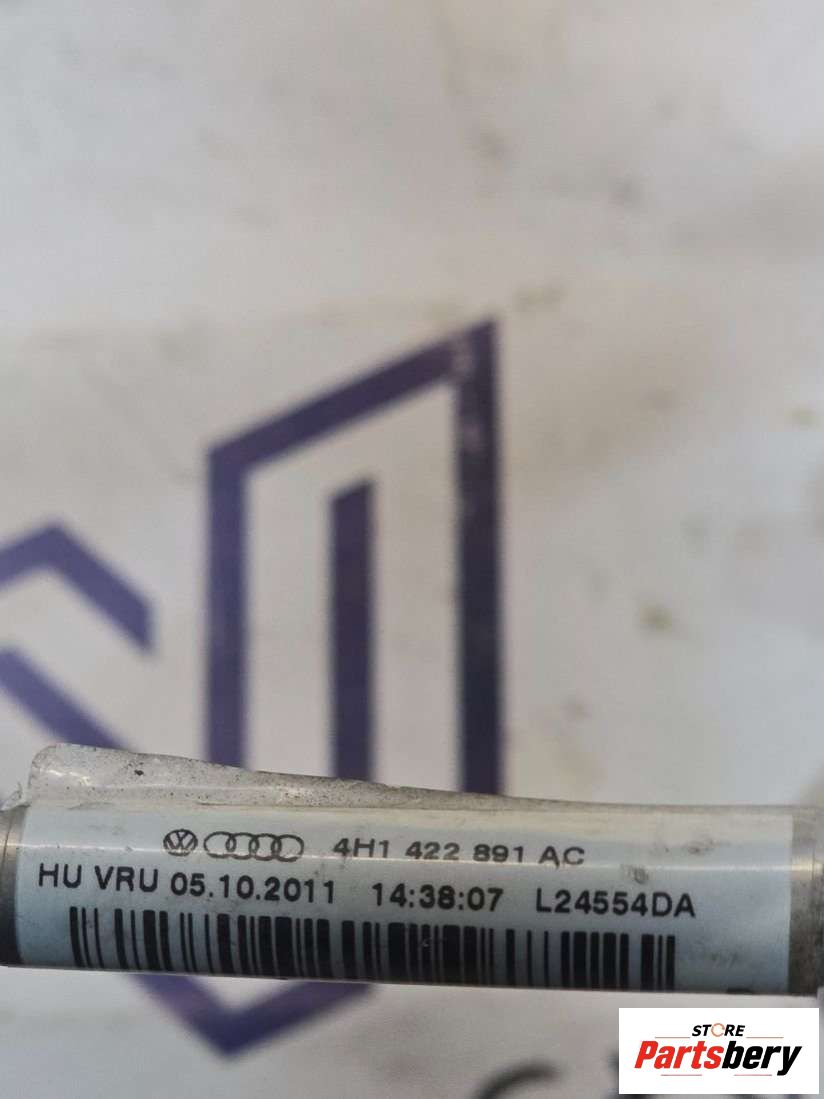 4H1 422 891 AC
HU VRU 05.10.2011 14:38:07 L24554DA
STORE
Partsbery